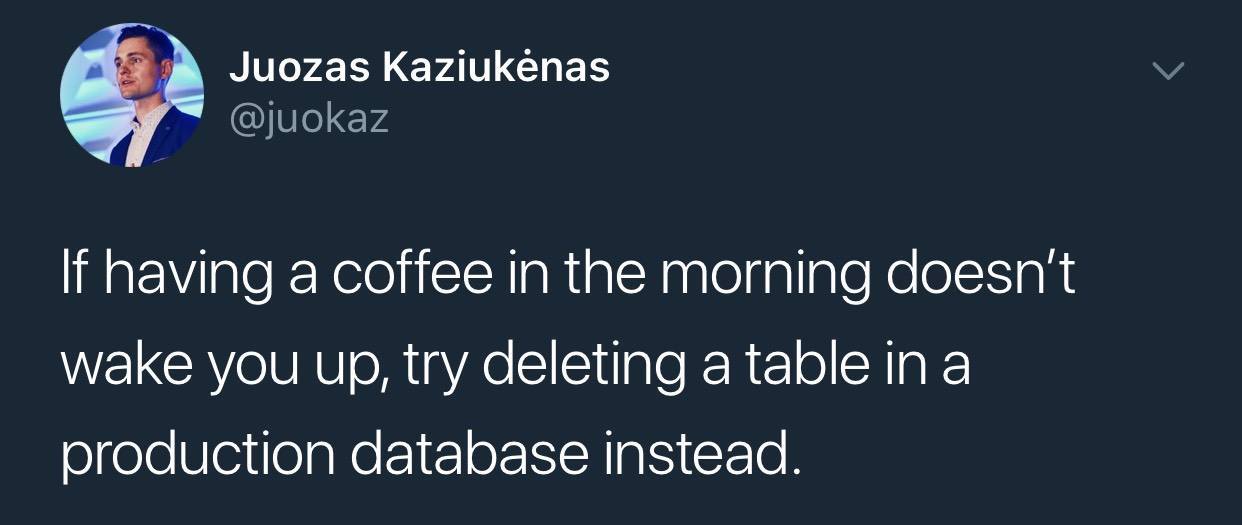 Juozas Kaziukėnas
@juokaz
If having a coffee in the morning doesn’t
wake you up, try deleting a table in a
production database instead.